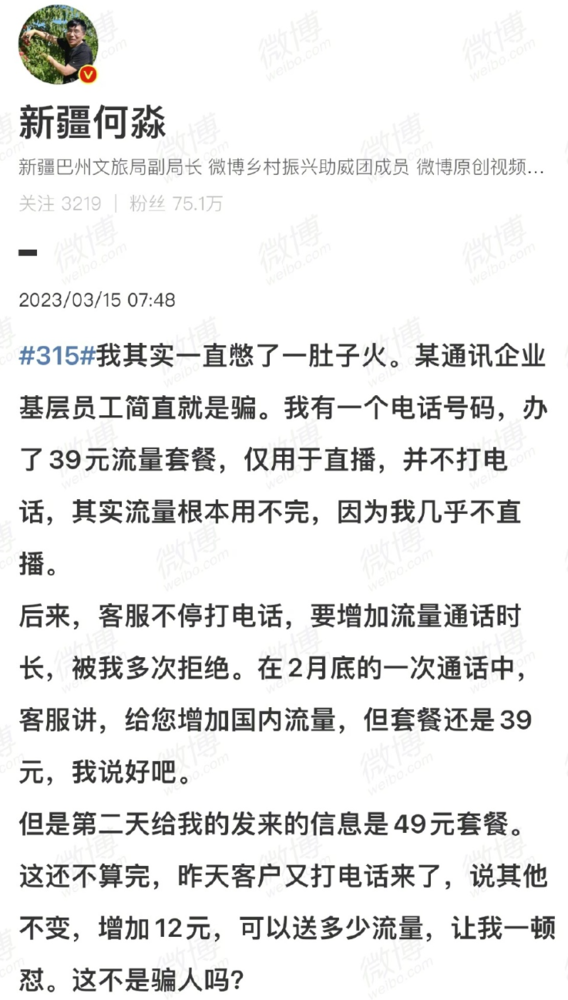 新疆何淼
新疆巴州文旅局副局长 微博乡村振兴助威团成员 微博原创视频...
关注 3219 | 粉丝 75.1万
2023/03/15 07:48
#315#我其实一直憋了一肚子火。某通讯企业
基层员工简直就是骗。我有一个电话号码，办
了39元流量套餐，仅用于直播，并不打电
话，其实流量根本用不完，因为我几乎不直
播。
后来，客服不停打电话，要增加流量通话时
长，被我多次拒绝。在2月底的一次通话中，
客服讲，给您增加国内流量，但套餐还是39
元，我说好吧。
但是第二天给我的发来的信息是49元套餐。
这还不算完，昨天客户又打电话来了，说其他
不变，增加12元，可以送多少流量，让我一顿
怼。这不是骗人吗？
微博
weibo.com